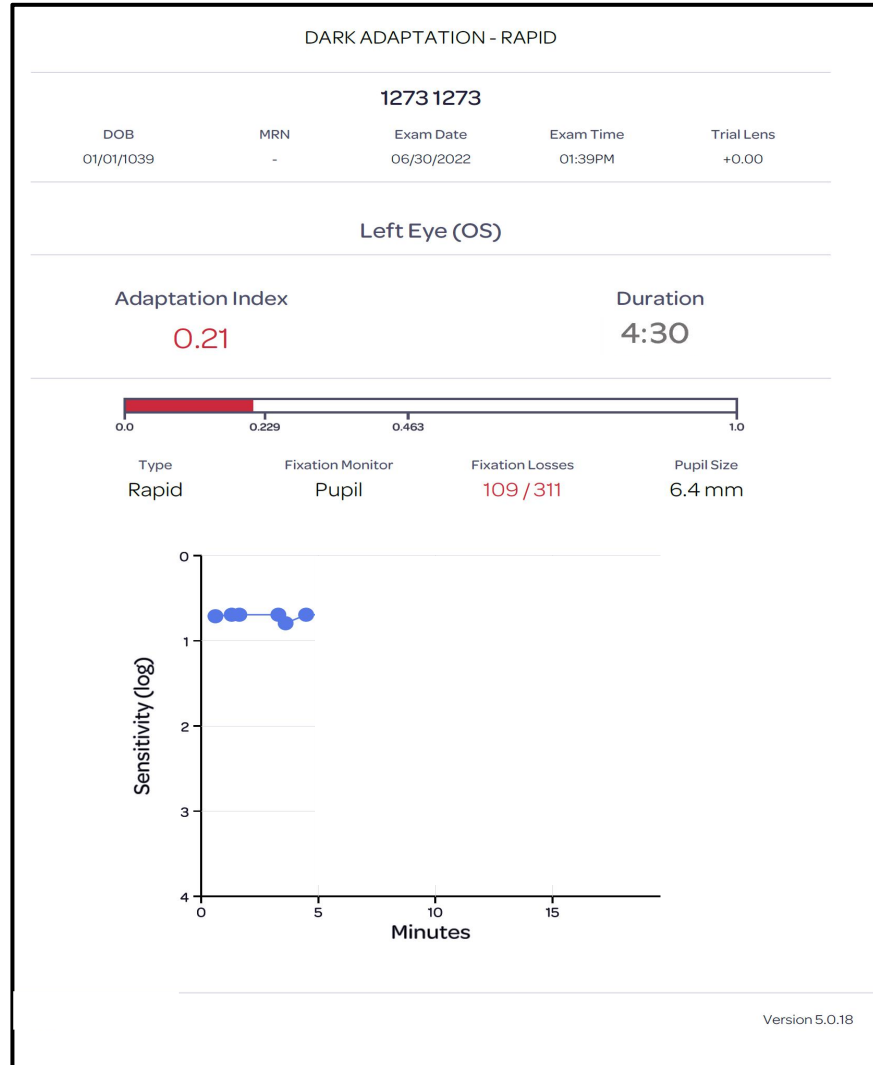 DARK ADAPTATION - RAPID
1273 1273
DOB MRN Exam Date Exam Time Trial Lens
01/01/1039 - 06/30/2022 01:39PM +0.00
Left Eye (OS)
Adaptation Index Duration
0.21 4:30
0.0 0.229 0.463 1.0
Type Fixation Monitor Fixation Losses Pupil Size
Rapid Pupil 109 / 311 6.4 mm
Sensitivity (log)
0
1
2
3
4
0 5 10 15
Minutes
Version 5.0.18